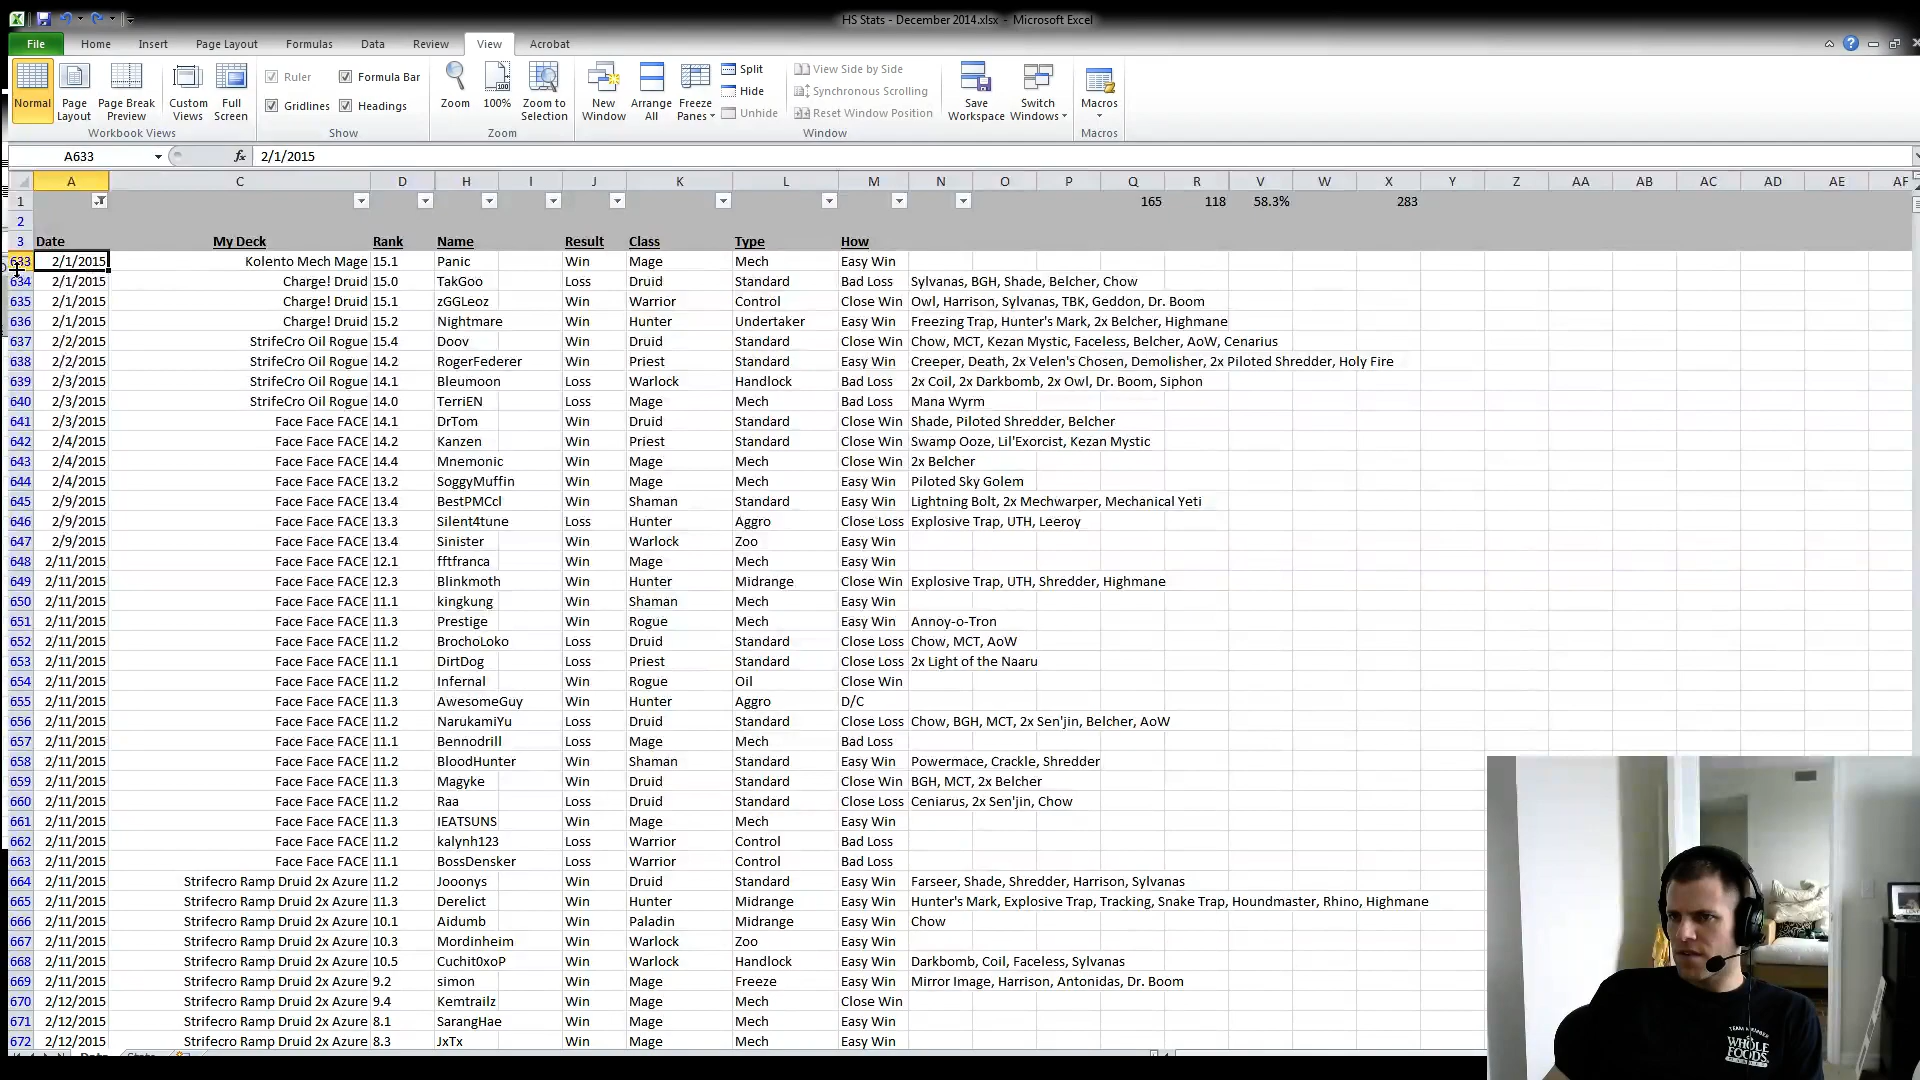 HS Stats - December 2014.xlsx - Microsoft Excel
File Home Insert Page Layout Formulas Data Review View Acrobat
Normal Page Layout Page Break Preview Custom Views Full Screen
Workbook Views
Ruler Formula Bar
Gridlines Headings
Show
Zoom 100% Zoom to Selection
Zoom
New Window Arrange All Freeze Panes
Split
Hide
Unhide
View Side by Side
Synchronous Scrolling
Reset Window Position
Window
Save Workspace Switch Windows
Macros
Macros
A633 fx 2/1/2015
A C D H I J K L M N O P Q R V W X Y Z AA AB AC AD AE AF
1 165 118 58.3% 283
2
3 Date My Deck Rank Name Result Class Type How
633 2/1/2015 Kolento Mech Mage 15.1 Panic Win Mage Mech Easy Win
634 2/1/2015 Charge! Druid 15.0 TakGoo Loss Druid Standard Bad Loss Sylvanas, BGH, Shade, Belcher, Chow
635 2/1/2015 Charge! Druid 15.1 zGGLeoz Win Warrior Control Close Win Owl, Harrison, Sylvanas, TBK, Geddon, Dr. Boom
636 2/1/2015 Charge! Druid 15.2 Nightmare Win Hunter Undertaker Easy Win Freezing Trap, Hunter's Mark, 2x Belcher, Highmane
637 2/2/2015 StrifeCro Oil Rogue 15.4 Doov Win Druid Standard Close Win Chow, MCT, Kezan Mystic, Faceless, Belcher, AoW, Cenarius
638 2/2/2015 StrifeCro Oil Rogue 14.2 RogerFederer Win Priest Standard Easy Win Creeper, Death, 2x Velen's Chosen, Demolisher, 2x Piloted Shredder, Holy Fire
639 2/3/2015 StrifeCro Oil Rogue 14.1 Bleumoon Loss Warlock Handlock Bad Loss 2x Coil, 2x Darkbomb, 2x Owl, Dr. Boom, Siphon
640 2/3/2015 StrifeCro Oil Rogue 14.0 TerriEN Loss Mage Mech Bad Loss Mana Wyrm
641 2/3/2015 Face Face FACE 14.1 DrTom Win Druid Standard Close Win Shade, Piloted Shredder, Belcher
642 2/4/2015 Face Face FACE 14.2 Kanzen Win Priest Standard Close Win Swamp Ooze, Lil'Exorcist, Kezan Mystic
643 2/4/2015 Face Face FACE 14.4 Mnemonic Win Mage Mech Close Win 2x Belcher
644 2/4/2015 Face Face FACE 13.2 SoggyMuffin Win Mage Mech Easy Win Piloted Sky Golem
645 2/9/2015 Face Face FACE 13.4 BestPMCcl Win Shaman Standard Easy Win Lightning Bolt, 2x Mechwarper, Mechanical Yeti
646 2/9/2015 Face Face FACE 13.3 Silent4tune Loss Hunter Aggro Close Loss Explosive Trap, UTH, Leeroy
647 2/9/2015 Face Face FACE 13.4 Sinister Win Warlock Zoo Easy Win
648 2/11/2015 Face Face FACE 12.1 fftfranca Win Mage Mech Easy Win
649 2/11/2015 Face Face FACE 12.3 Blinkmoth Win Hunter Midrange Close Win Explosive Trap, UTH, Shredder, Highmane
650 2/11/2015 Face Face FACE 11.1 kingkung Win Shaman Mech Easy Win
651 2/11/2015 Face Face FACE 11.3 Prestige Win Rogue Mech Easy Win Annoy-o-Tron
652 2/11/2015 Face Face FACE 11.2 BrochoLoko Loss Druid Standard Close Loss Chow, MCT, AoW
653 2/11/2015 Face Face FACE 11.1 DirtDog Loss Priest Standard Close Loss 2x Light of the Naaru
654 2/11/2015 Face Face FACE 11.2 Infernal Win Rogue Oil Close Win
655 2/11/2015 Face Face FACE 11.3 AwesomeGuy Win Hunter Aggro D/C
656 2/11/2015 Face Face FACE 11.2 NarukamiYu Loss Druid Standard Close Loss Chow, BGH, MCT, 2x Sen'jin, Belcher, AoW
657 2/11/2015 Face Face FACE 11.1 Bennodrill Loss Mage Mech Bad Loss
658 2/11/2015 Face Face FACE 11.2 BloodHunter Win Shaman Standard Easy Win Powermace, Crackle, Shredder
659 2/11/2015 Face Face FACE 11.3 Magyke Win Druid Standard Close Win BGH, MCT, 2x Belcher
660 2/11/2015 Face Face FACE 11.2 Raa Loss Druid Standard Close Loss Ceniarus, 2x Sen'jin, Chow
661 2/11/2015 Face Face FACE 11.3 IEATSUNS Win Mage Mech Easy Win
662 2/11/2015 Face Face FACE 11.2 kalynh123 Loss Warrior Control Bad Loss
663 2/11/2015 Face Face FACE 11.1 BossDensker Loss Warrior Control Bad Loss
664 2/11/2015 Strifecro Ramp Druid 2x Azure 11.2 Jooonys Win Druid Standard Easy Win Farseer, Shade, Shredder, Harrison, Sylvanas
665 2/11/2015 Strifecro Ramp Druid 2x Azure 11.3 Derelict Win Hunter Midrange Easy Win Hunter's Mark, Explosive Trap, Tracking, Snake Trap, Houndmaster, Rhino, Highmane
666 2/11/2015 Strifecro Ramp Druid 2x Azure 10.1 Aidumb Win Paladin Midrange Easy Win Chow
667 2/11/2015 Strifecro Ramp Druid 2x Azure 10.3 Mordinheim Win Warlock Zoo Easy Win
668 2/11/2015 Strifecro Ramp Druid 2x Azure 10.5 Cuchit0xoP Win Warlock Handlock Easy Win Darkbomb, Coil, Faceless, Sylvanas
669 2/11/2015 Strifecro Ramp Druid 2x Azure 9.2 simon Win Mage Freeze Easy Win Mirror Image, Harrison, Antonidas, Dr. Boom
670 2/12/2015 Strifecro Ramp Druid 2x Azure 9.4 Kemtrailz Win Mage Mech Close Win
671 2/12/2015 Strifecro Ramp Druid 2x Azure 8.1 SarangHae Win Mage Mech Easy Win
672 2/12/2015 Strifecro Ramp Druid 2x Azure 8.3 JxTx Win Mage Mech Easy Win
WHOLE
FOODS